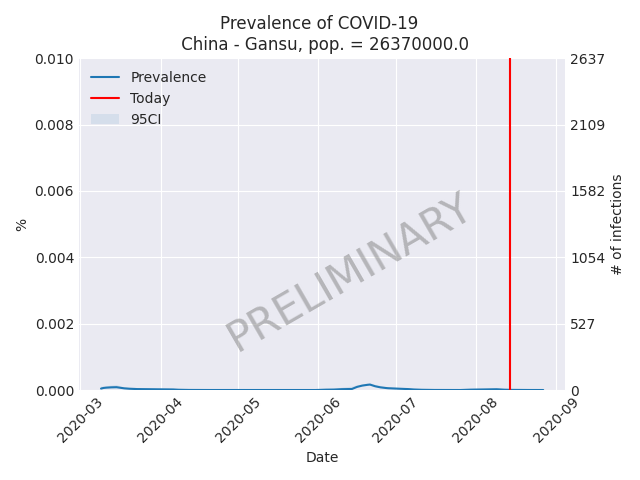 Prevalence of COVID-19
China - Gansu, pop. = 26370000.0
0.010
0.008
0.006
0.004
0.002
0.000
%
Prevalence
Today
95CI
PRELIMINARY
2637
2109
1582
1054
527
0
# of infections
2020-03
2020-04
2020-05
2020-06
2020-07
2020-08
2020-09
Date